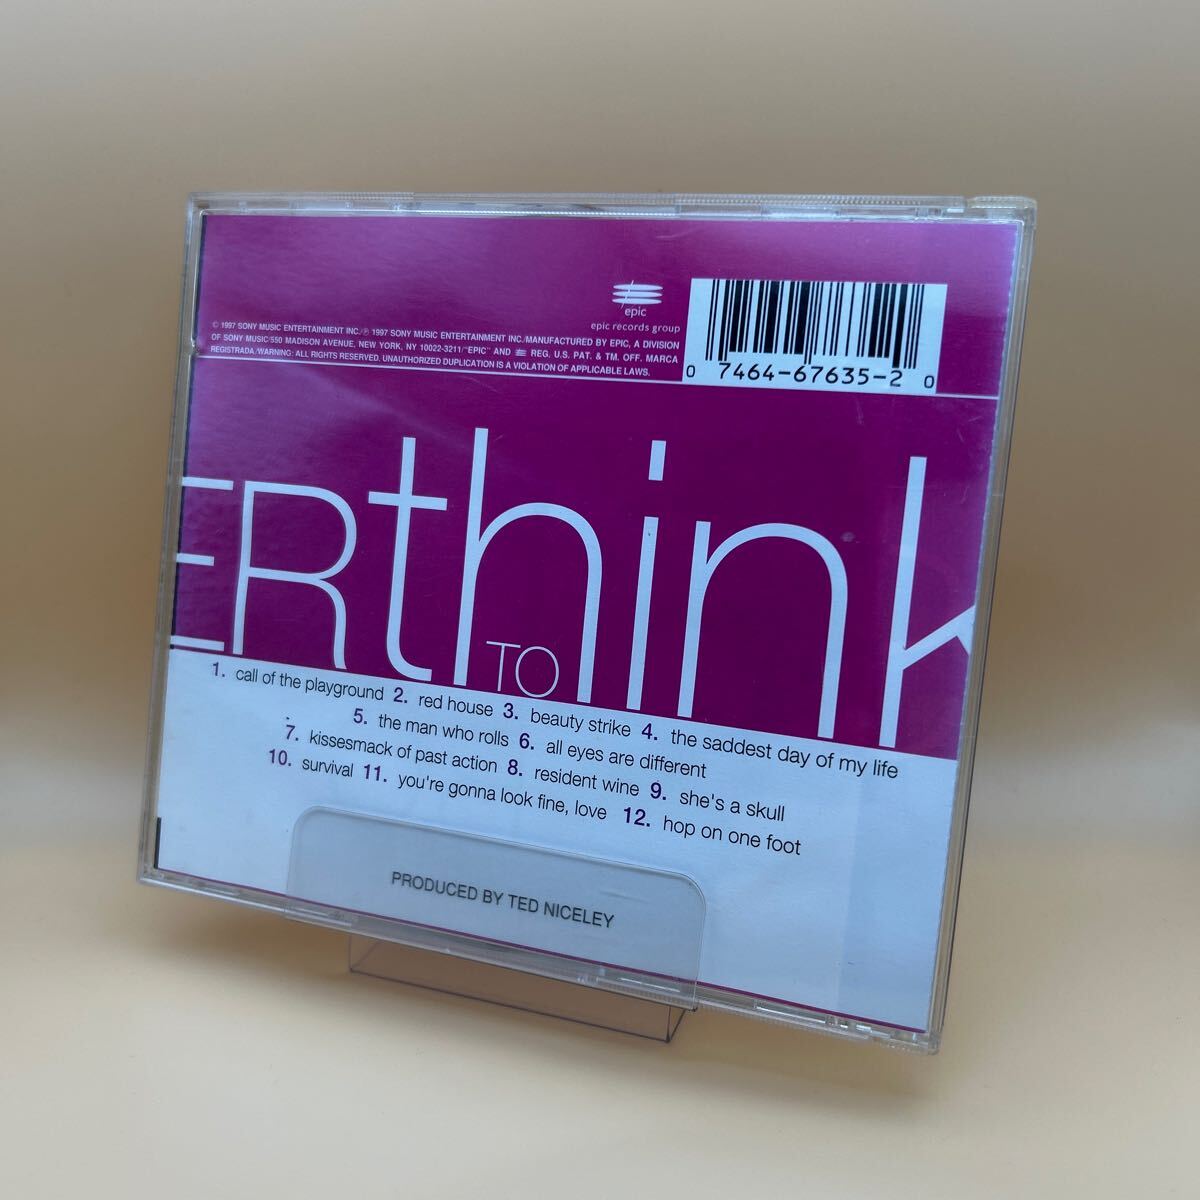 epic
epic records group
© 1997 SONY MUSIC ENTERTAINMENT INC./℗ 1997 SONY MUSIC ENTERTAINMENT INC./MANUFACTURED BY EPIC, A DIVISION
OF SONY MUSIC/550 MADISON AVENUE, NEW YORK, NY 10022-3211/"EPIC" AND REG. U.S. PAT. & TM. OFF. MARCA
REGISTRADA./WARNING: ALL RIGHTS RESERVED. UNAUTHORIZED DUPLICATION IS A VIOLATION OF APPLICABLE LAWS.
0 7464-67635-2 0
ER think
TO
1. call of the playground 2. red house 3. beauty strike 4. the saddest day of my life
5. the man who rolls 6. all eyes are different
7. kissesmack of past action 8. resident wine 9. she's a skull
10. survival 11. you're gonna look fine, love 12. hop on one foot
PRODUCED BY TED NICELEY